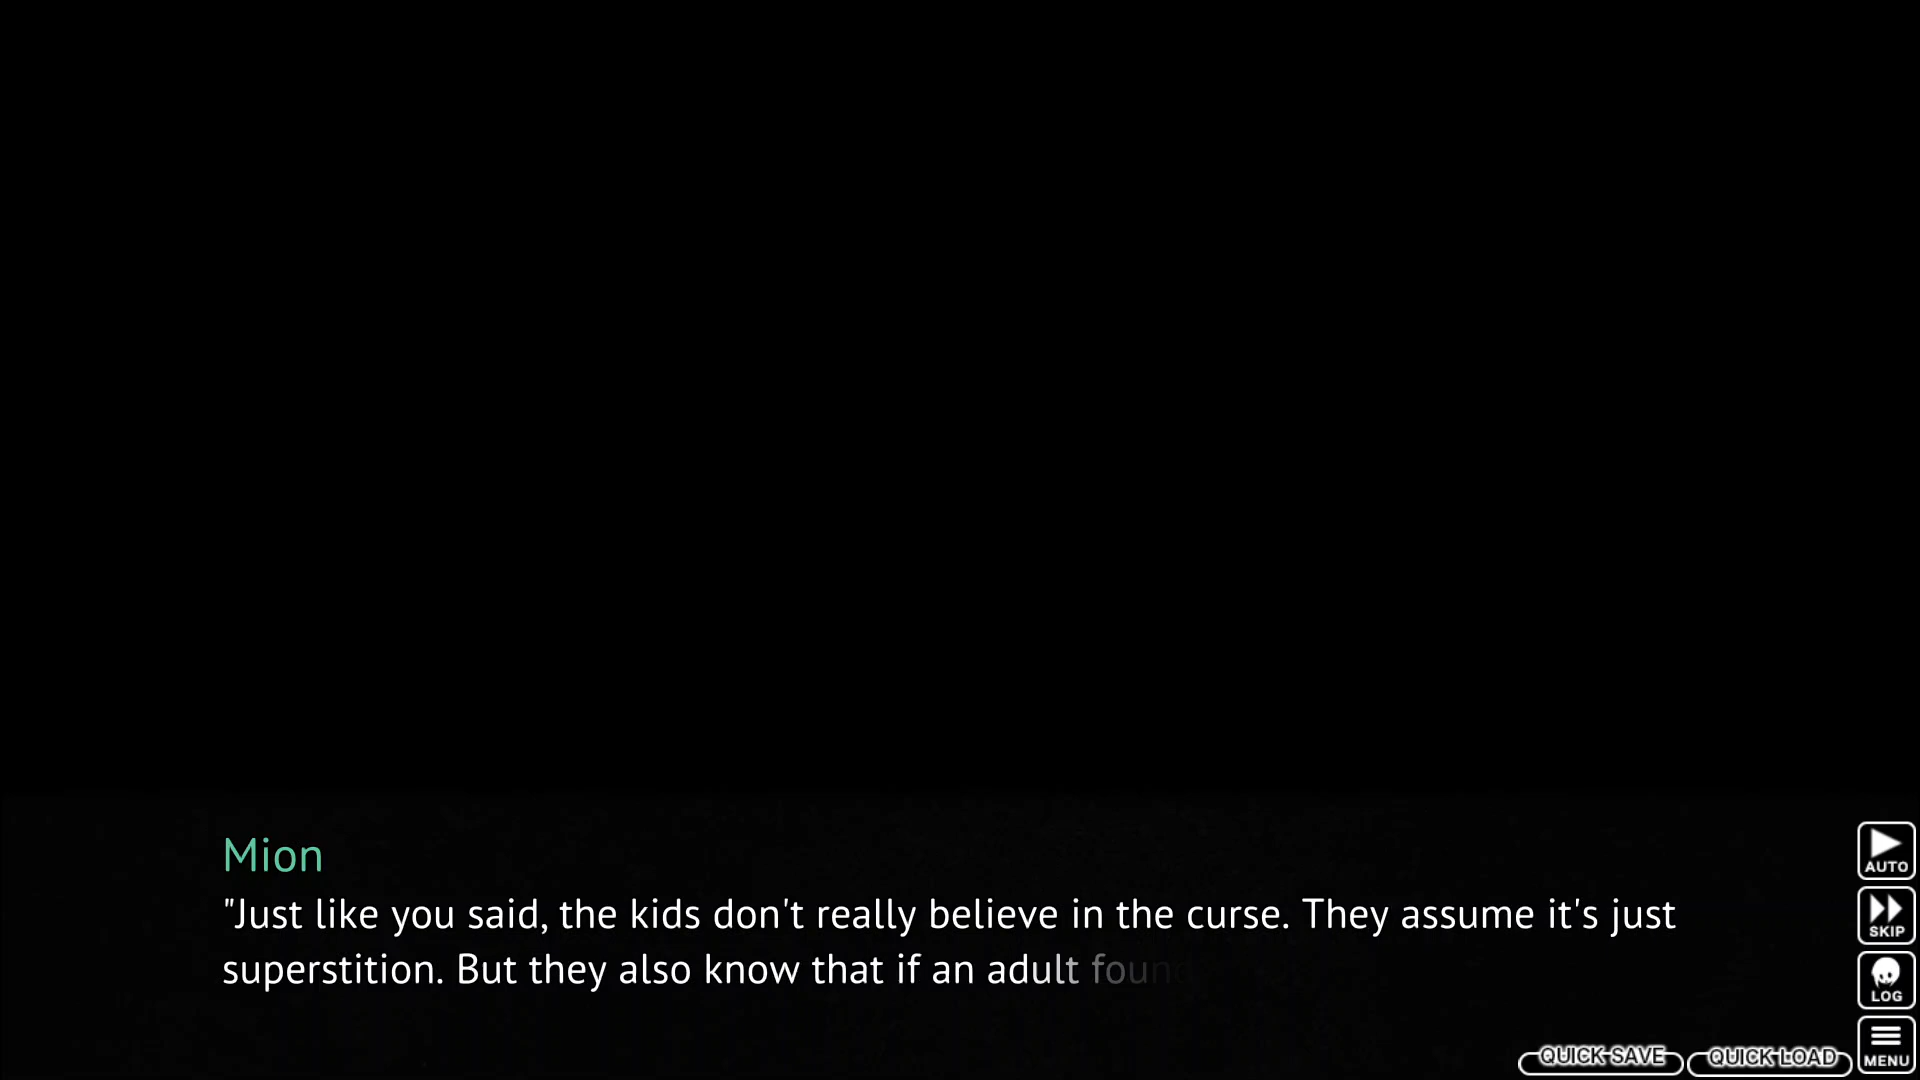 Mion
"Just like you said, the kids don't really believe in the curse. They assume it's just
superstition. But they also know that if an adult foun
AUTO
SKIP
LOG
QUICK SAVE QUICK LOAD MENU